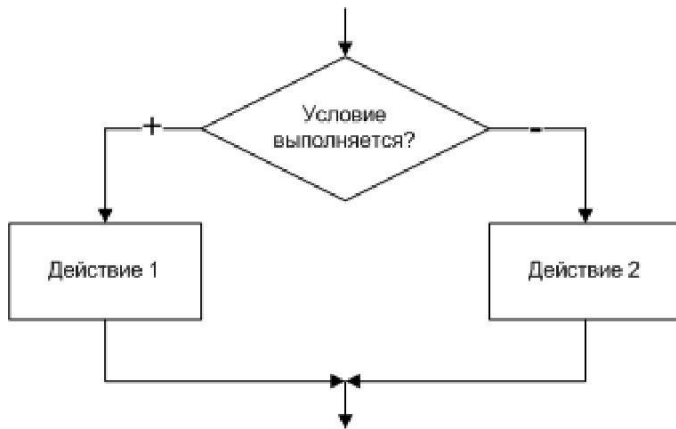 Условие
выполняется?
+
-
Действие 1
Действие 2